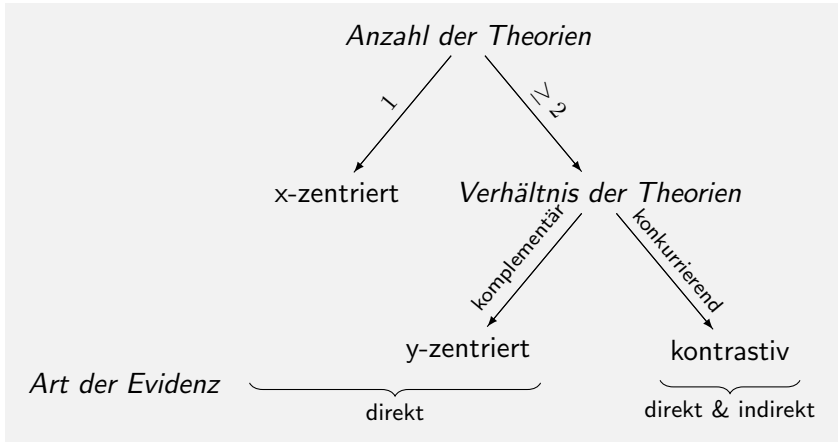 Anzahl der Theorien
1
≥ 2
x-zentriert
Verhältnis der Theorien
komplementär
konkurrierend
y-zentriert
kontrastiv
Art der Evidenz
direkt
direkt & indirekt